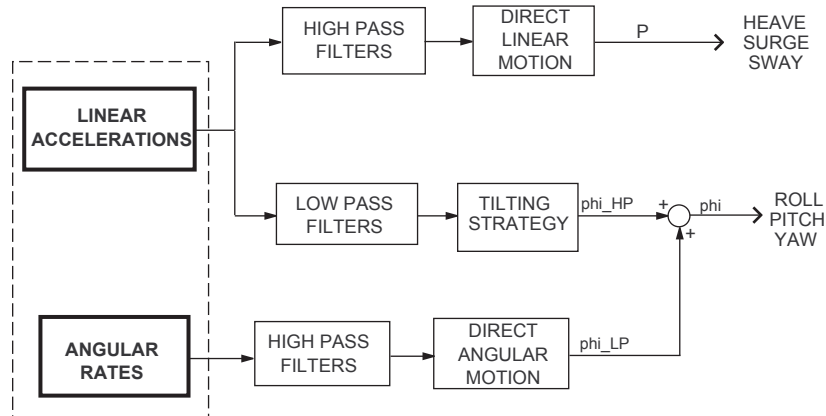 HIGH PASS
FILTERS
DIRECT
LINEAR
MOTION
P
HEAVE
SURGE
SWAY
LINEAR
ACCELERATIONS
LOW PASS
FILTERS
TILTING
STRATEGY
phi_HP
+
+
phi
ROLL
PITCH
YAW
ANGULAR
RATES
HIGH PASS
FILTERS
DIRECT
ANGULAR
MOTION
phi_LP